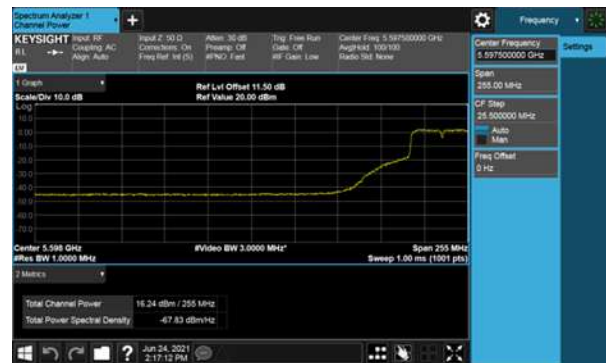 Spectrum Analyzer 1
Channel Power
Frequency
KEYSIGHT
RL
Input: RF
Coupling: AC
Align: Auto
Input Z: 50 Ω
Corrections: On
Freq Ref: Int (S)
Atten: 30 dB
Preamp: Off
#PNO: Fast
Trig: Free Run
Gate: Off
#IF Gain: Low
Center Freq: 5.597500000 GHz
Avg|Hold: 100/100
Radio Std: None
Center Frequency
5.597500000 GHz
Settings
Span
255.00 MHz
CF Step
25.500000 MHz
Auto
Man
Freq Offset
0 Hz
1 Graph
Scale/Div 10.0 dB
Ref Lvl Offset 11.50 dB
Ref Value 20.00 dBm
Log
10.0
0.00
-10.0
-20.0
-30.0
-40.0
-50.0
-60.0
-70.0
Center 5.598 GHz
#Res BW 1.0000 MHz
#Video BW 3.0000 MHz*
Span 255 MHz
Sweep 1.00 ms (1001 pts)
2 Metrics
Total Channel Power 16.24 dBm / 255 MHz
Total Power Spectral Density -67.83 dBm/Hz
?
Jun 24, 2021
2:17:12 PM